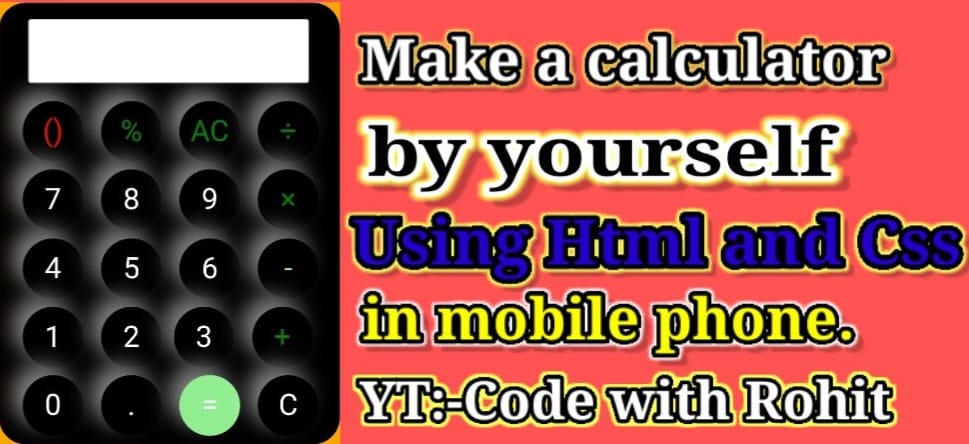 () % AC ÷
7 8 9 ×
4 5 6 -
1 2 3 +
0 . = C
Make a calculator
by yourself
Using Html and Css
in mobile phone.
YT:-Code with Rohit